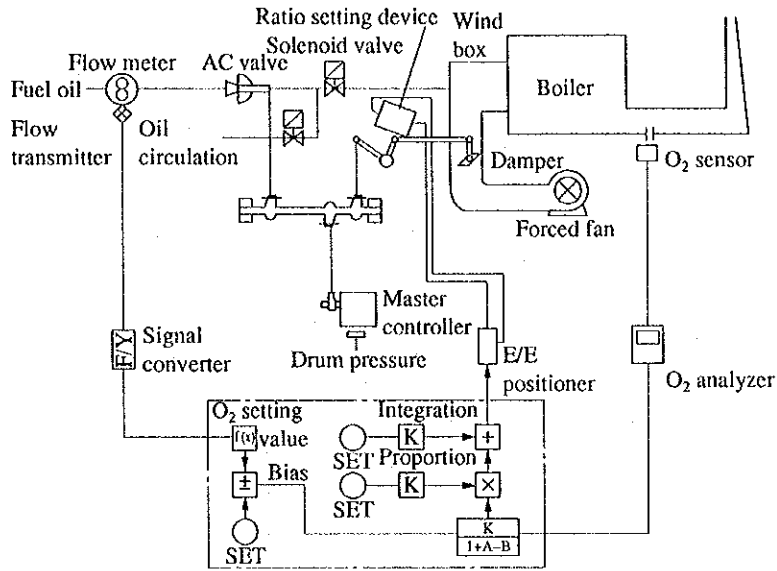 Ratio setting device
Solenoid valve
Wind
box
Flow meter
AC valve
Fuel oil
Boiler
Flow
transmitter
Oil
circulation
Damper
O₂ sensor
Forced fan
Master
controller
Drum pressure
F/Y
Signal
converter
E/E
positioner
O₂ analyzer
O₂ setting
value
f(x)
Integration
K
+
SET
Proportion
±
Bias
K
×
SET
SET
K
1+A−B